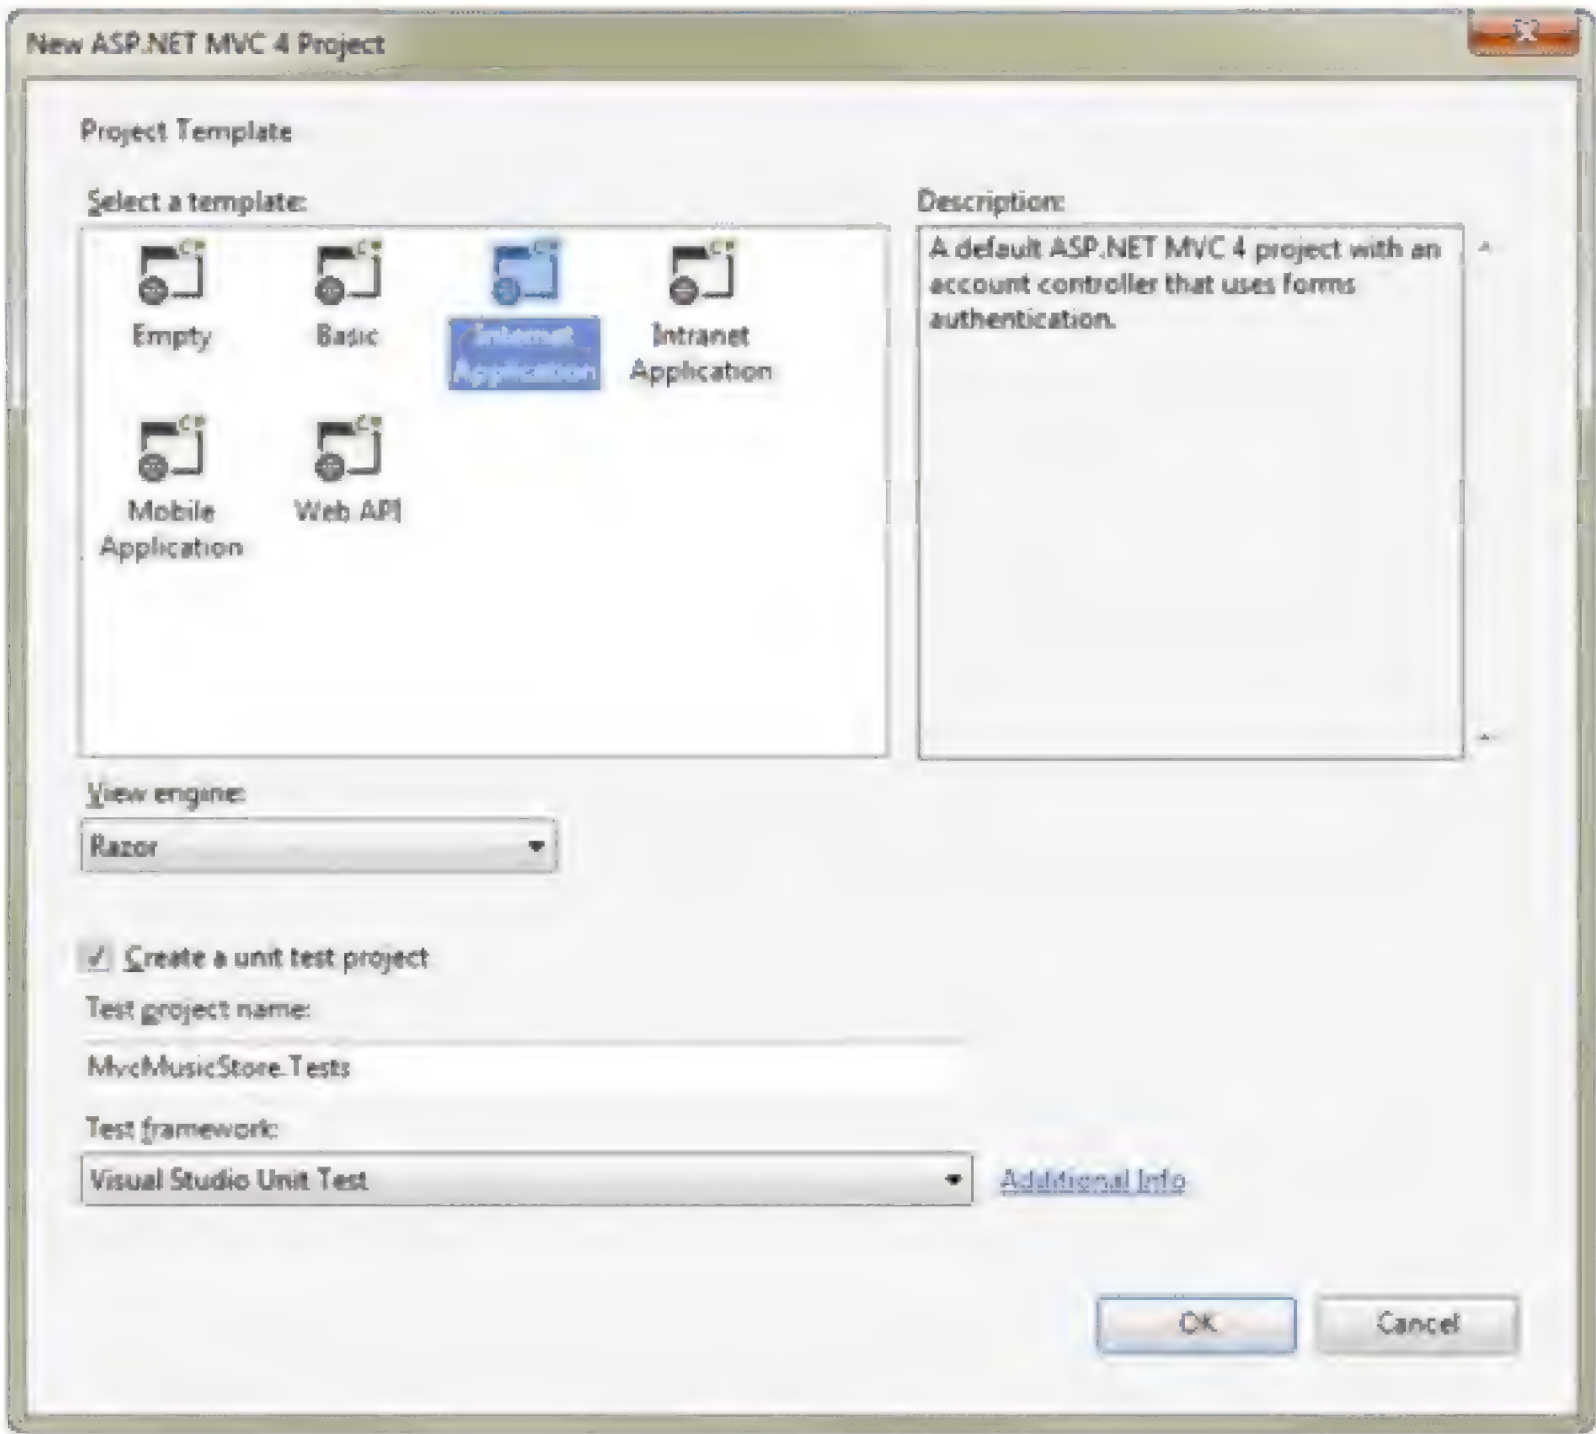 New ASP.NET MVC 4 Project
Project Template
Select a template:
Description:
C#
C#
C#
C#
Empty
Basic
Internet
Application
Intranet
Application
C#
C#
Mobile
Application
Web API
A default ASP.NET MVC 4 project with an
account controller that uses forms
authentication.
View engine:
Razor
Create a unit test project
Test project name:
MvcMusicStore.Tests
Test framework:
Visual Studio Unit Test
Additional Info
OK
Cancel